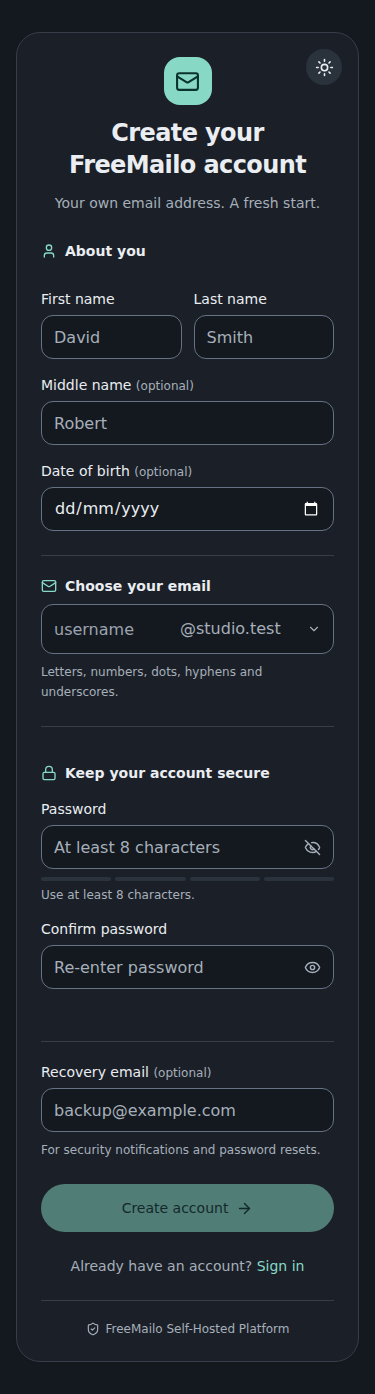 Create your
FreeMailo account
Your own email address. A fresh start.
About you
First name Last name
David Smith
Middle name (optional)
Robert
Date of birth (optional)
dd/mm/yyyy
Choose your email
username @studio.test
Letters, numbers, dots, hyphens and
underscores.
Keep your account secure
Password
At least 8 characters
Use at least 8 characters.
Confirm password
Re-enter password
Recovery email (optional)
backup@example.com
For security notifications and password resets.
Create account
Already have an account? Sign in
FreeMailo Self-Hosted Platform